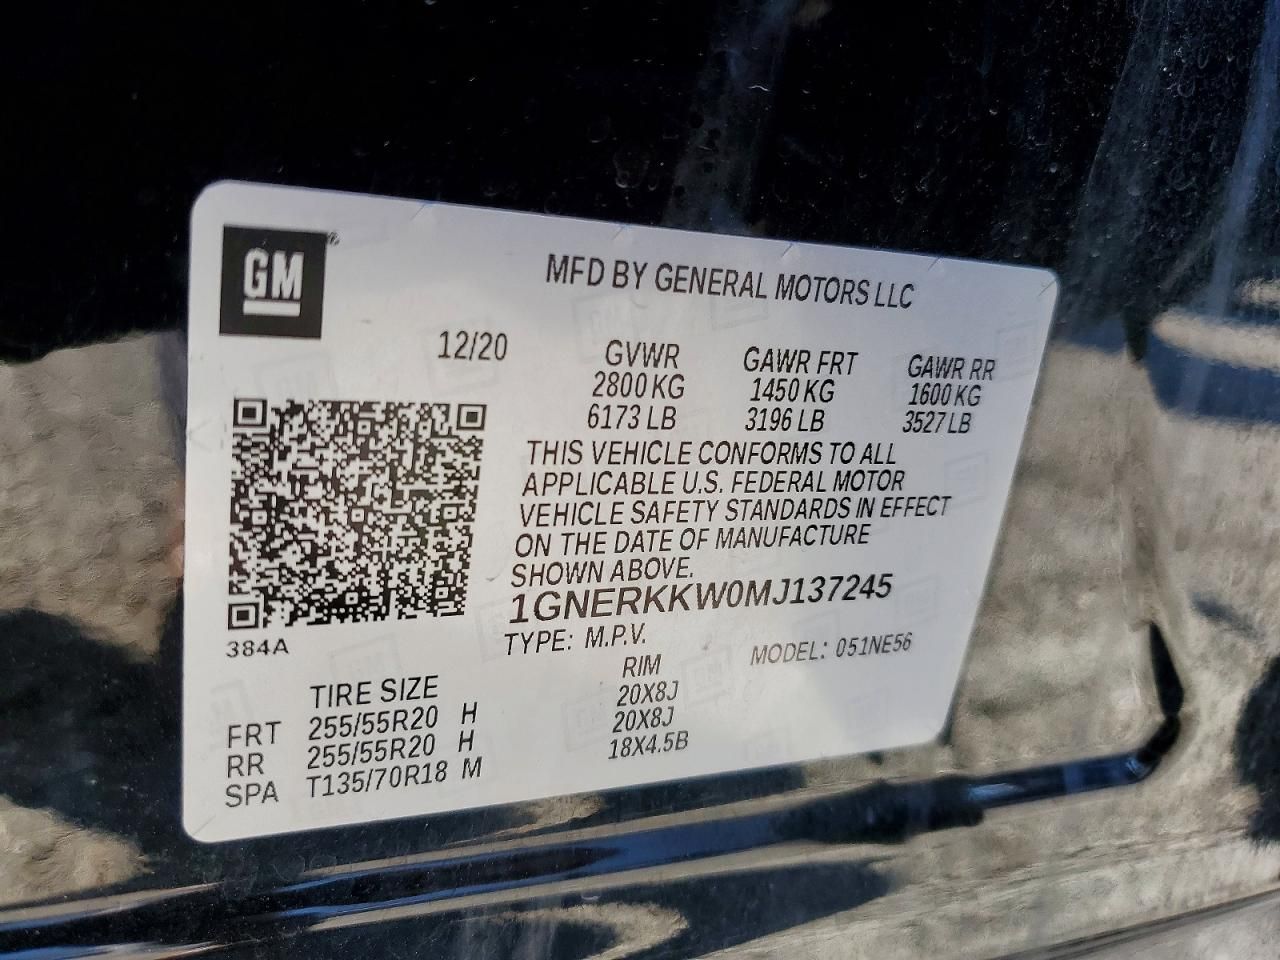 GM®
MFD BY GENERAL MOTORS LLC
12/20 GVWR GAWR FRT GAWR RR
2800 KG 1450 KG 1600 KG
6173 LB 3196 LB 3527 LB
THIS VEHICLE CONFORMS TO ALL
APPLICABLE U.S. FEDERAL MOTOR
VEHICLE SAFETY STANDARDS IN EFFECT
ON THE DATE OF MANUFACTURE
SHOWN ABOVE.
1GNERKKW0MJ137245
384A
TYPE: M.P.V. MODEL: 051NE56
TIRE SIZE RIM
FRT 255/55R20 H 20X8J
RR 255/55R20 H 20X8J
SPA T135/70R18 M 18X4.5B